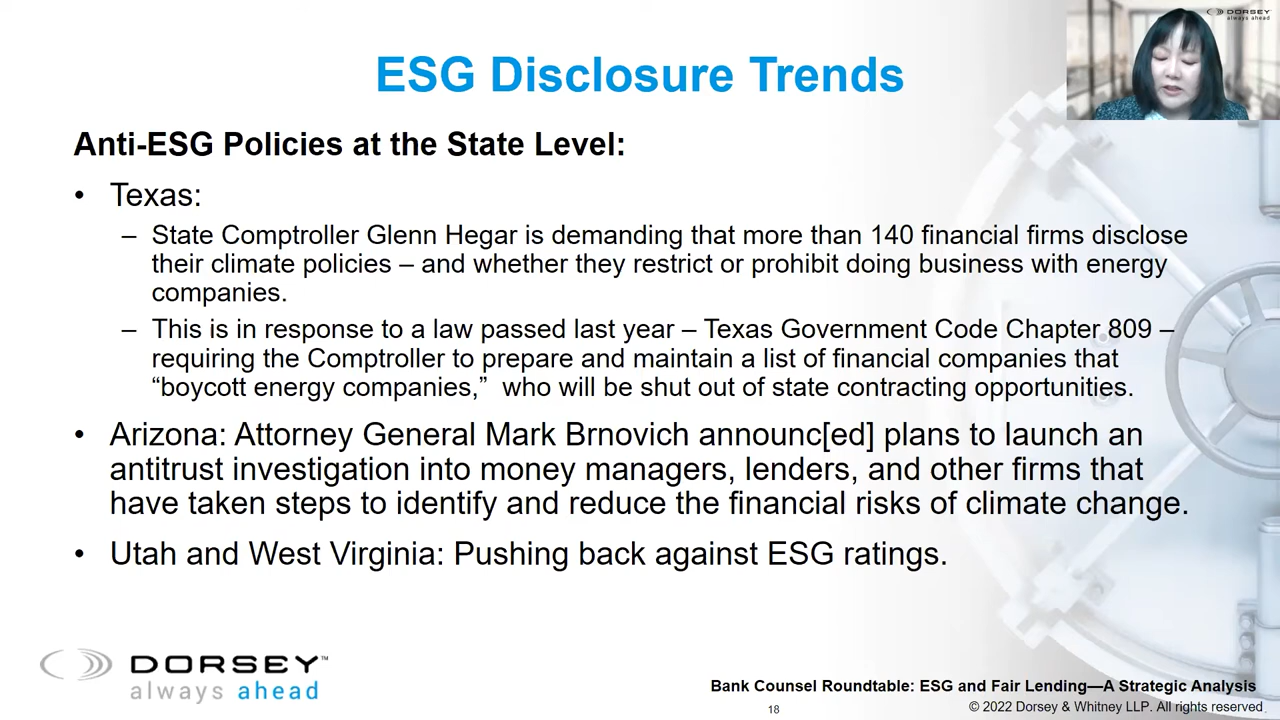 DORSEY
always ahead
ESG Disclosure Trends
Anti-ESG Policies at the State Level:
• Texas:
– State Comptroller Glenn Hegar is demanding that more than 140 financial firms disclose
their climate policies – and whether they restrict or prohibit doing business with energy
companies.
– This is in response to a law passed last year – Texas Government Code Chapter 809 –
requiring the Comptroller to prepare and maintain a list of financial companies that
“boycott energy companies,”  who will be shut out of state contracting opportunities.
• Arizona: Attorney General Mark Brnovich announc[ed] plans to launch an
antitrust investigation into money managers, lenders, and other firms that
have taken steps to identify and reduce the financial risks of climate change.
• Utah and West Virginia: Pushing back against ESG ratings.
DORSEY™
always ahead
Bank Counsel Roundtable: ESG and Fair Lending—A Strategic Analysis
18
© 2022 Dorsey & Whitney LLP. All rights reserved.